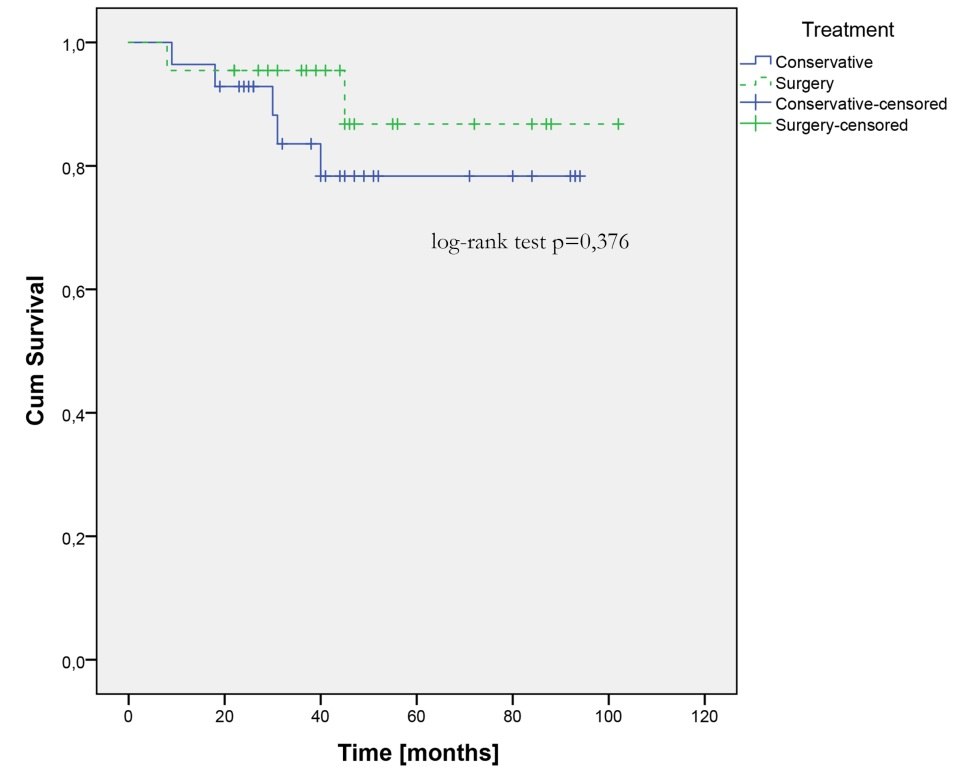 Treatment
Conservative
Surgery
Conservative-censored
Surgery-censored
1,0
0,8
0,6
0,4
0,2
0,0
Cum Survival
log-rank test p=0,376
0 20 40 60 80 100 120
Time [months]